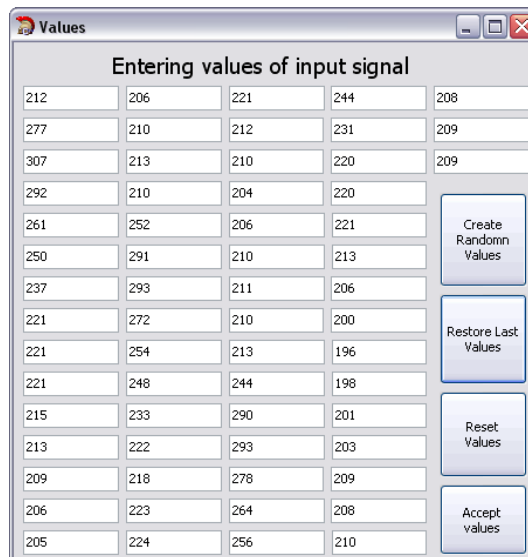 Values
Entering values of input signal
212 206 221 244 208
277 210 212 231 209
307 213 210 220 209
292 210 204 220
261 252 206 221
250 291 210 213
237 293 211 206
221 272 210 200
221 254 213 196
221 248 244 198
215 233 290 201
213 222 293 203
209 218 278 209
206 223 264 208
205 224 256 210
Create
Randomn
Values
Restore Last
Values
Reset
Values
Accept
values